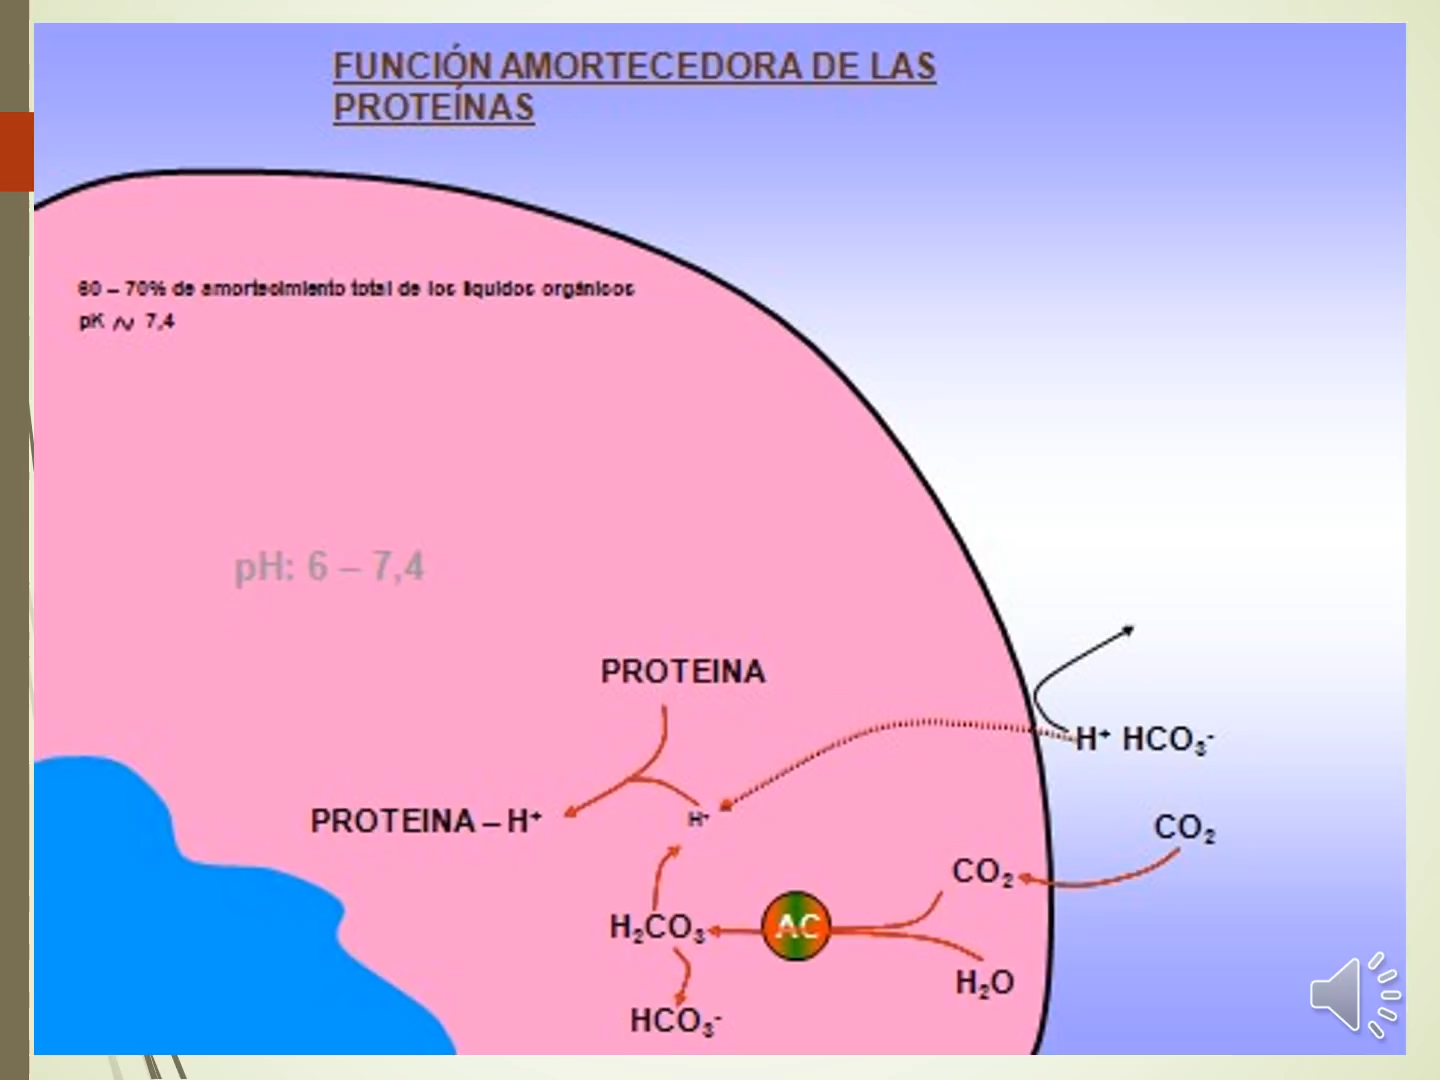 FUNCIÓN AMORTECEDORA DE LAS
PROTEÍNAS
60 – 70% de amortecimiento total de los líquidos orgánicos
pK ~ 7,4
pH: 6 – 7,4
PROTEINA
H⁺ HCO₃⁻
PROTEINA – H⁺
H⁺
CO₂
CO₂
H₂CO₃
AC
H₂O
HCO₃⁻